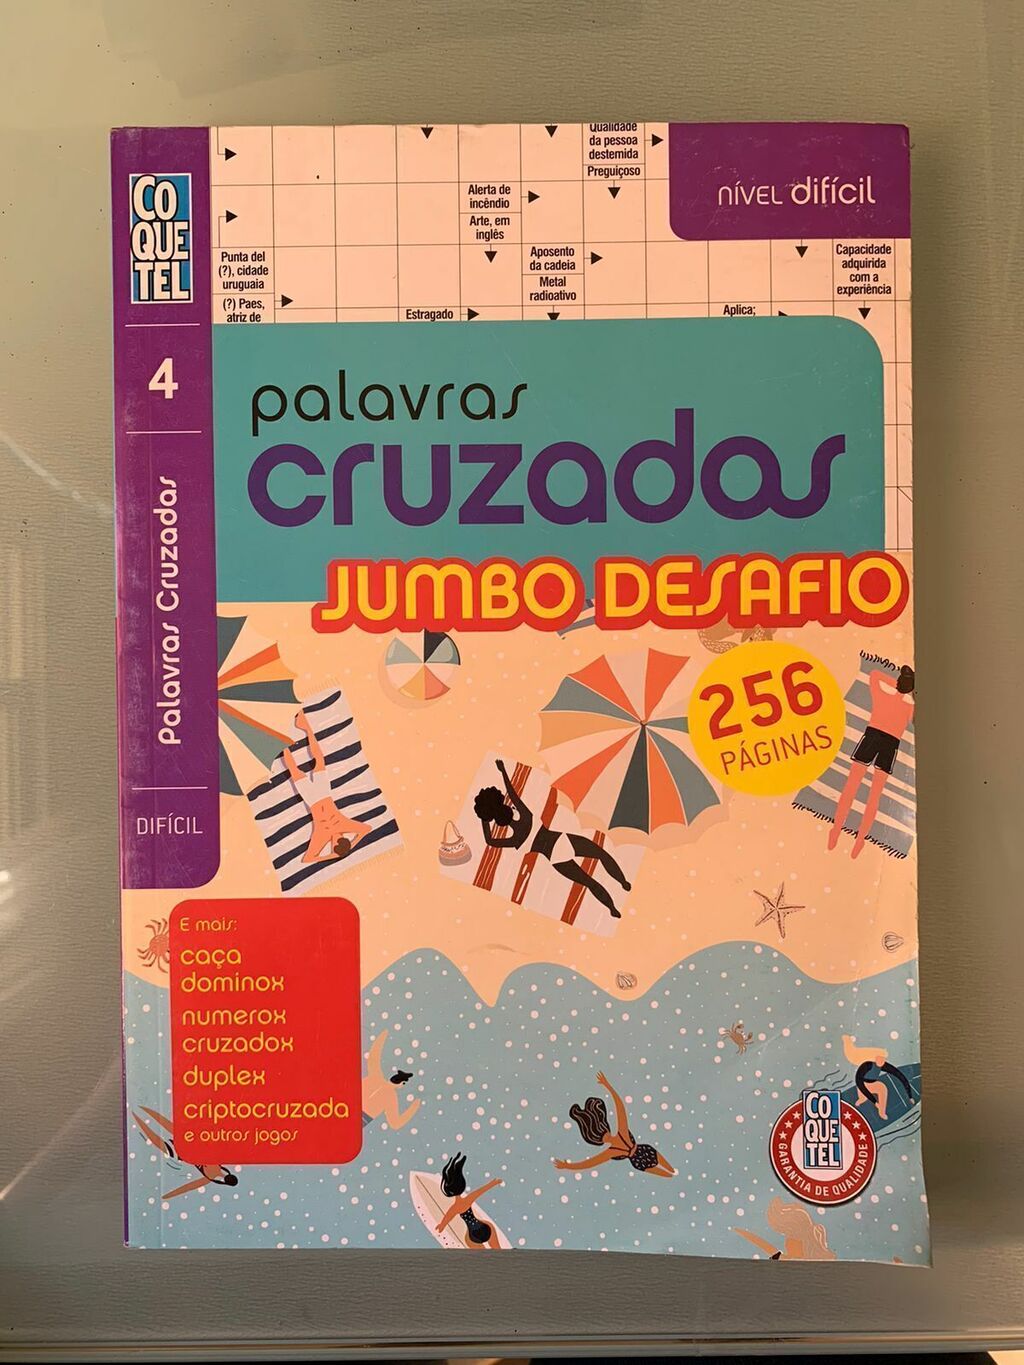 CO
QUE
TEL
4
Palavras Cruzadas
DIFÍCIL
Qualidade
da pessoa
destemida
Preguiçoso
NÍVEL difícil
Alerta de
incêndio
Arte, em
inglês
Punta del
(?), cidade
uruguaia
(?) Paes,
atriz de
Aposento
da cadeia
Metal
radioativo
Capacidade
adquirida
com a
experiência
Estragado
Aplica;
palavras
cruzadas
JUMBO DESAFIO
256
PÁGINAS
E mais:
caça
dominox
numerox
cruzadox
duplex
criptocruzada
e outros jogos
CO
QUE
TEL
GARANTIA DE QUALIDADE